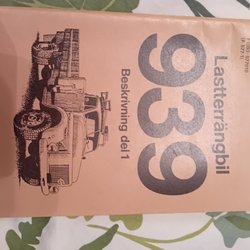 Lastterrängbil
939
Beskrivning del 1